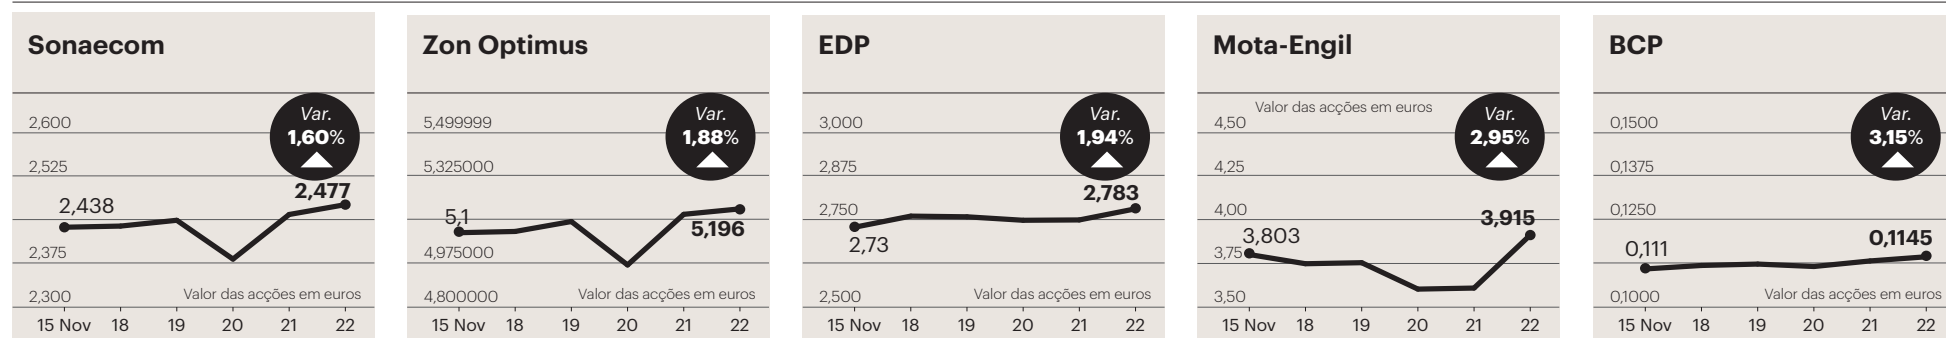 Sonaecom
Var.
1,60%
2,600
2,525
2,477
2,438
2,375
2,300
Valor das acções em euros
15 Nov 18 19 20 21 22
Zon Optimus
Var.
1,88%
5,499999
5,325000
5,1
5,196
4,975000
4,800000
Valor das acções em euros
15 Nov 18 19 20 21 22
EDP
Var.
1,94%
3,000
2,875
2,783
2,750
2,73
2,500
Valor das acções em euros
15 Nov 18 19 20 21 22
Mota-Engil
Valor das acções em euros
Var.
2,95%
4,50
4,25
4,00
3,915
3,803
3,75
3,50
15 Nov 18 19 20 21 22
BCP
Var.
3,15%
0,1500
0,1375
0,1250
0,1145
0,111
0,1000
Valor das acções em euros
15 Nov 18 19 20 21 22